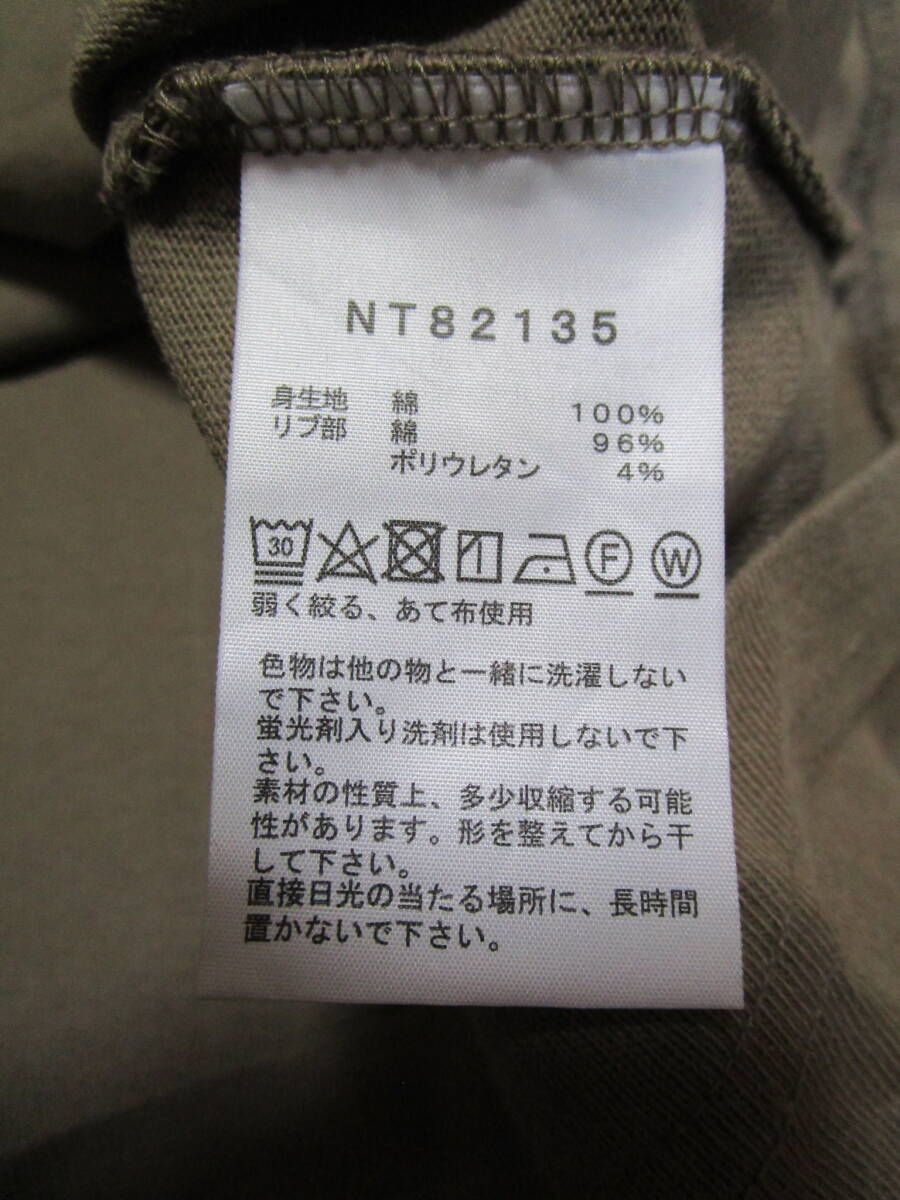 NT82135
身生地 綿 100%
リブ部 綿 96%
ポリウレタン 4%
30 F W
弱く絞る、あて布使用
色物は他の物と一緒に洗濯しない
で下さい。
蛍光剤入り洗剤は使用しないで下
さい。
素材の性質上、多少収縮する可能
性があります。形を整えてから干
して下さい。
直接日光の当たる場所に、長時間
置かないで下さい。